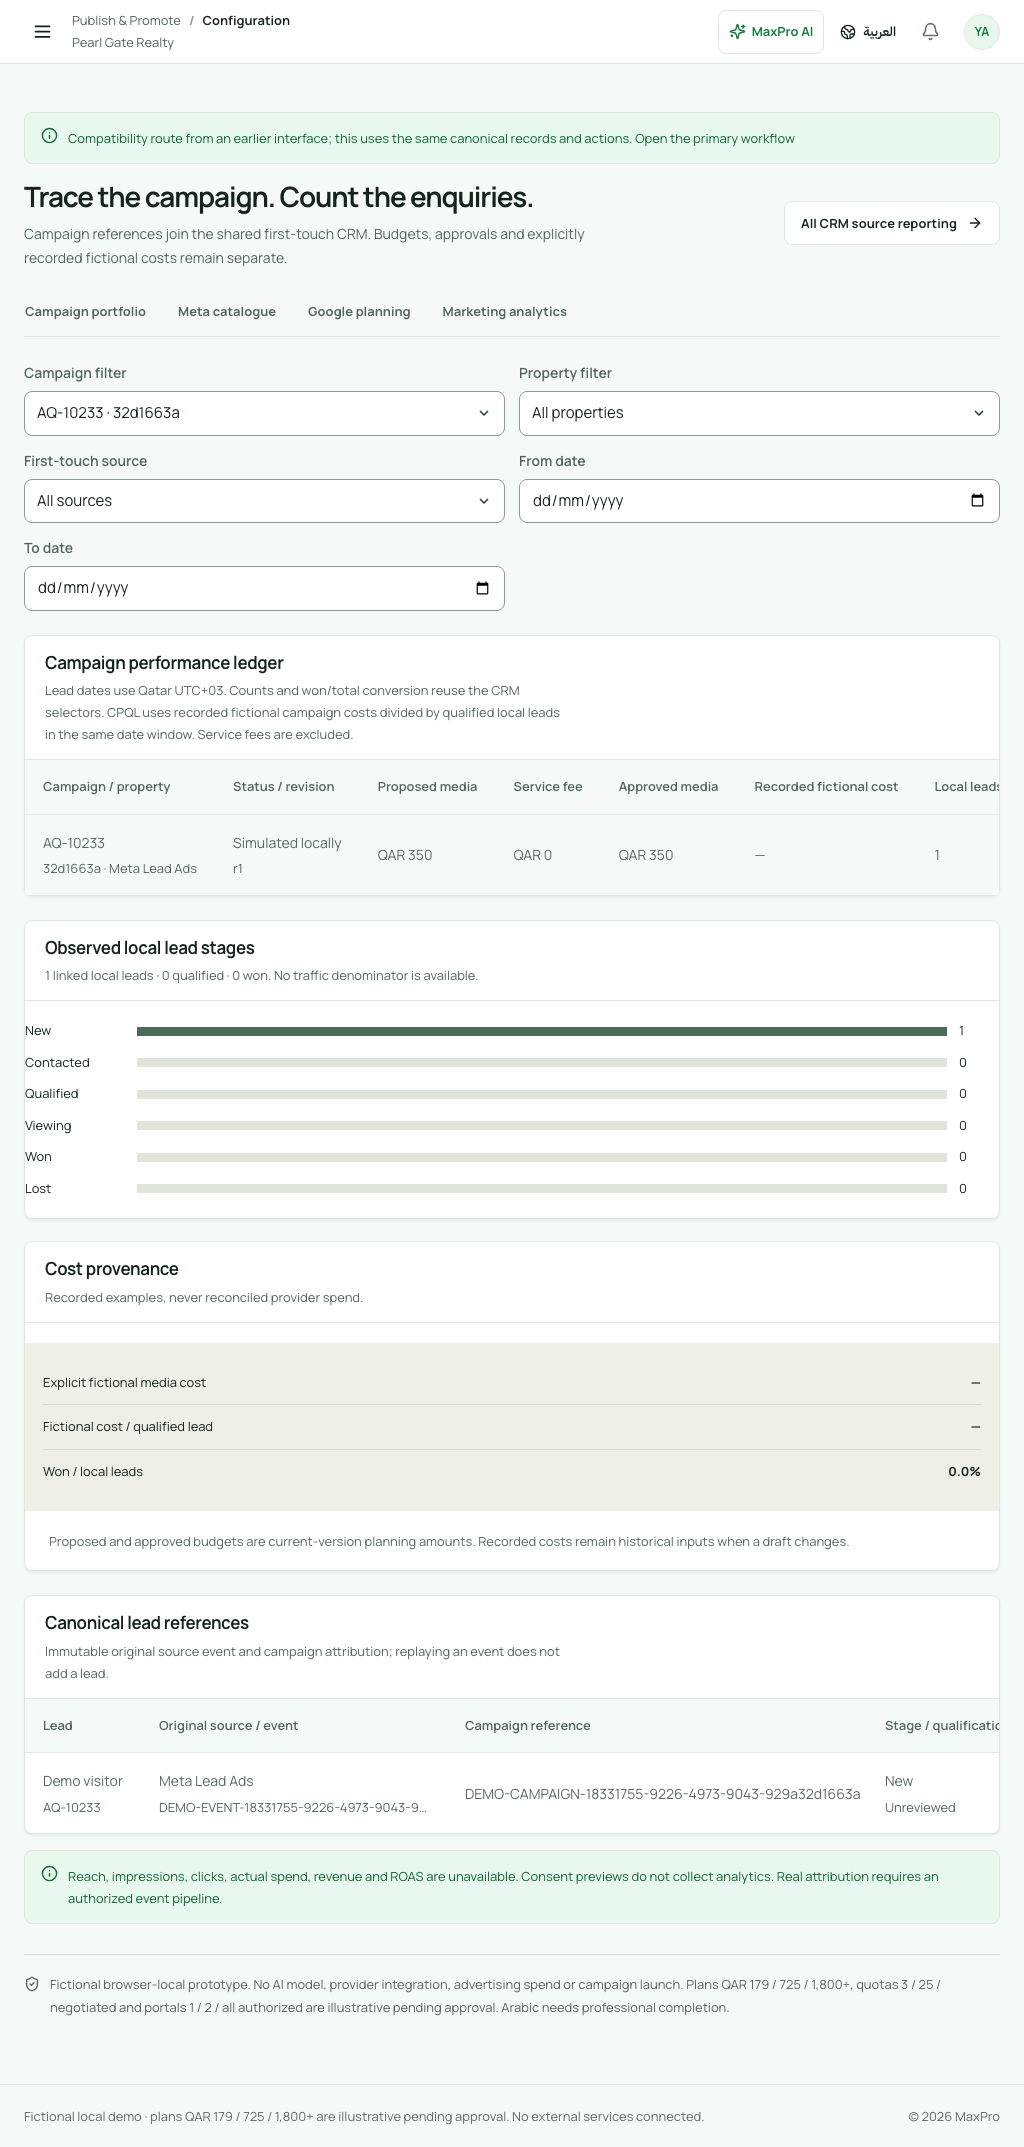 Publish & Promote / Configuration
Pearl Gate Realty
MaxPro AI
العربية
YA
Compatibility route from an earlier interface; this uses the same canonical records and actions. Open the primary workflow
Trace the campaign. Count the enquiries.
Campaign references join the shared first-touch CRM. Budgets, approvals and explicitly
recorded fictional costs remain separate.
All CRM source reporting
Campaign portfolio
Meta catalogue
Google planning
Marketing analytics
Campaign filter
Property filter
AQ-10233 · 32d1663a
All properties
First-touch source
From date
All sources
dd/mm/yyyy
To date
dd/mm/yyyy
Campaign performance ledger
Lead dates use Qatar UTC+03. Counts and won/total conversion reuse the CRM
selectors. CPQL uses recorded fictional campaign costs divided by qualified local leads
in the same date window. Service fees are excluded.
Campaign / property Status / revision Proposed media Service fee Approved media Recorded fictional cost Local leads
AQ-10233 Simulated locally QAR 350 QAR 0 QAR 350 — 1
32d1663a · Meta Lead Ads r1
Observed local lead stages
1 linked local leads · 0 qualified · 0 won. No traffic denominator is available.
New 1
Contacted 0
Qualified 0
Viewing 0
Won 0
Lost 0
Cost provenance
Recorded examples, never reconciled provider spend.
Explicit fictional media cost —
Fictional cost / qualified lead —
Won / local leads 0.0%
Proposed and approved budgets are current-version planning amounts. Recorded costs remain historical inputs when a draft changes.
Canonical lead references
Immutable original source event and campaign attribution; replaying an event does not
add a lead.
Lead Original source / event Campaign reference Stage / qualificatio
Demo visitor Meta Lead Ads DEMO-CAMPAIGN-18331755-9226-4973-9043-929a32d1663a New
AQ-10233 DEMO-EVENT-18331755-9226-4973-9043-9… Unreviewed
Reach, impressions, clicks, actual spend, revenue and ROAS are unavailable. Consent previews do not collect analytics. Real attribution requires an
authorized event pipeline.
Fictional browser-local prototype. No AI model, provider integration, advertising spend or campaign launch. Plans QAR 179 / 725 / 1,800+, quotas 3 / 25 /
negotiated and portals 1 / 2 / all authorized are illustrative pending approval. Arabic needs professional completion.
Fictional local demo · plans QAR 179 / 725 / 1,800+ are illustrative pending approval. No external services connected.
© 2026 MaxPro